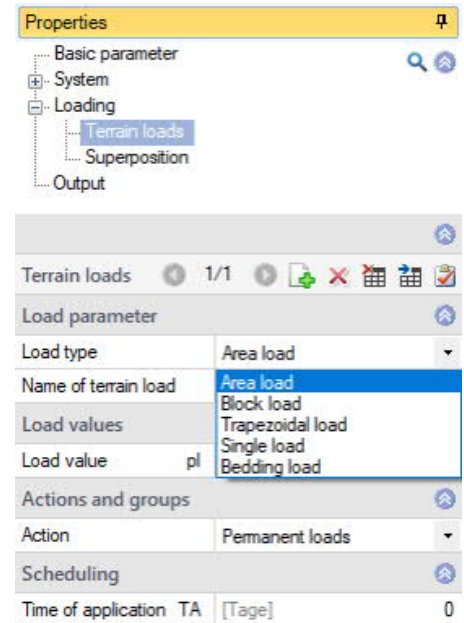 Properties
Basic parameter
System
Loading
Terrain loads
Superposition
Output
Terrain loads 1/1
Load parameter
Load type Area load
Name of terrain load Area load
Block load
Load values Trapezoidal load
Single load
Load value pl Bedding load
Actions and groups
Action Permanent loads
Scheduling
Time of application TA [Tage] 0